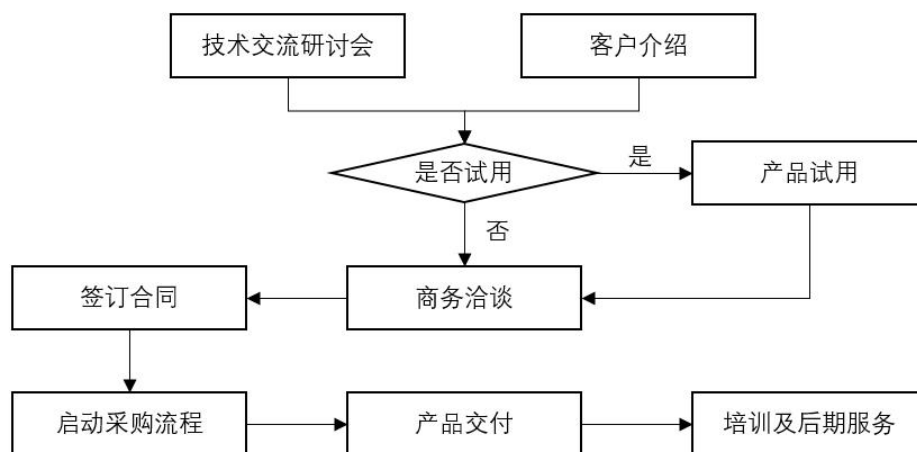 技术交流研讨会
客户介绍
是否试用
是
产品试用
否
签订合同
商务洽谈
启动采购流程
产品交付
培训及后期服务